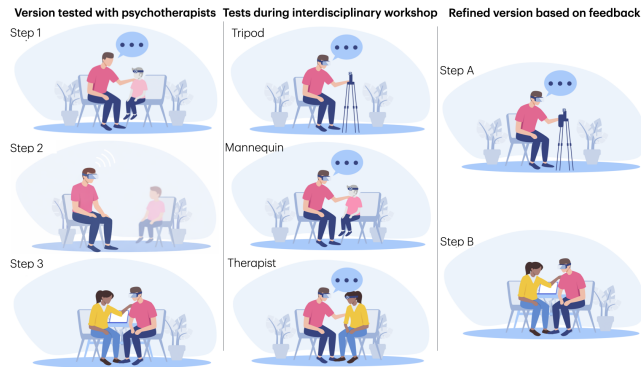 Version tested with psychotherapists
Step 1
Step 2
Step 3
Tests during interdisciplinary workshop
Tripod
Mannequin
Therapist
Refined version based on feedback
Step A
Step B